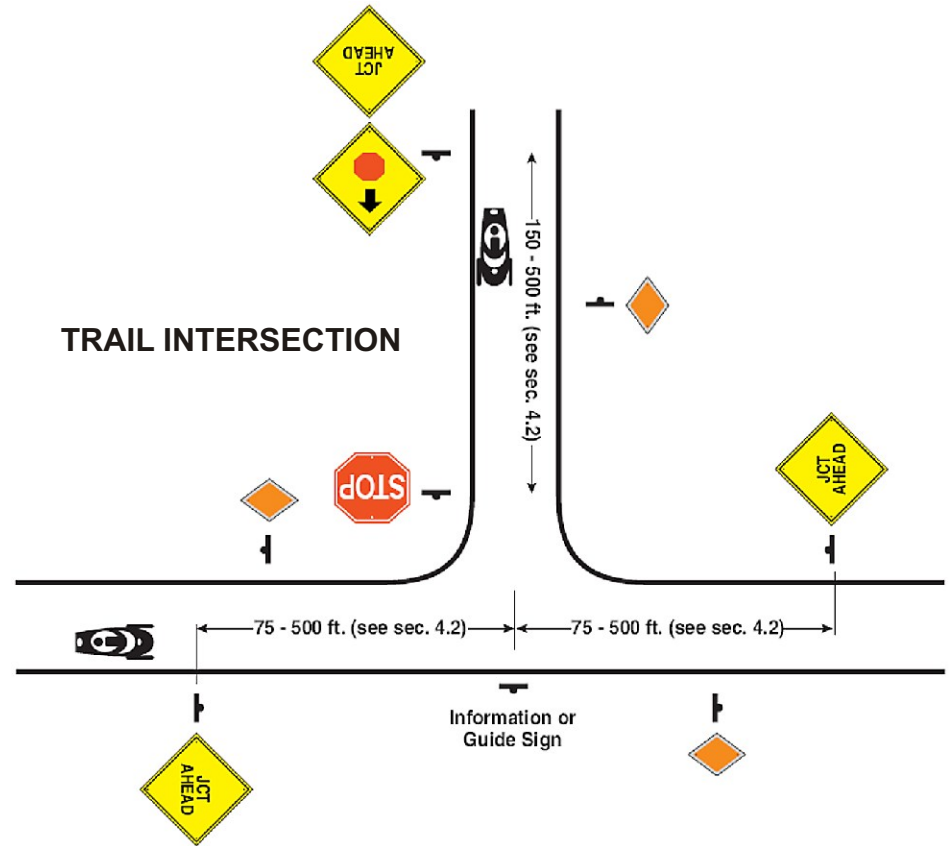 JCT
AHEAD
150 - 500 ft. (see sec. 4.2)
TRAIL INTERSECTION
STOP
JCT
AHEAD
75 - 500 ft. (see sec. 4.2)
75 - 500 ft. (see sec. 4.2)
Information or
Guide Sign
JCT
AHEAD